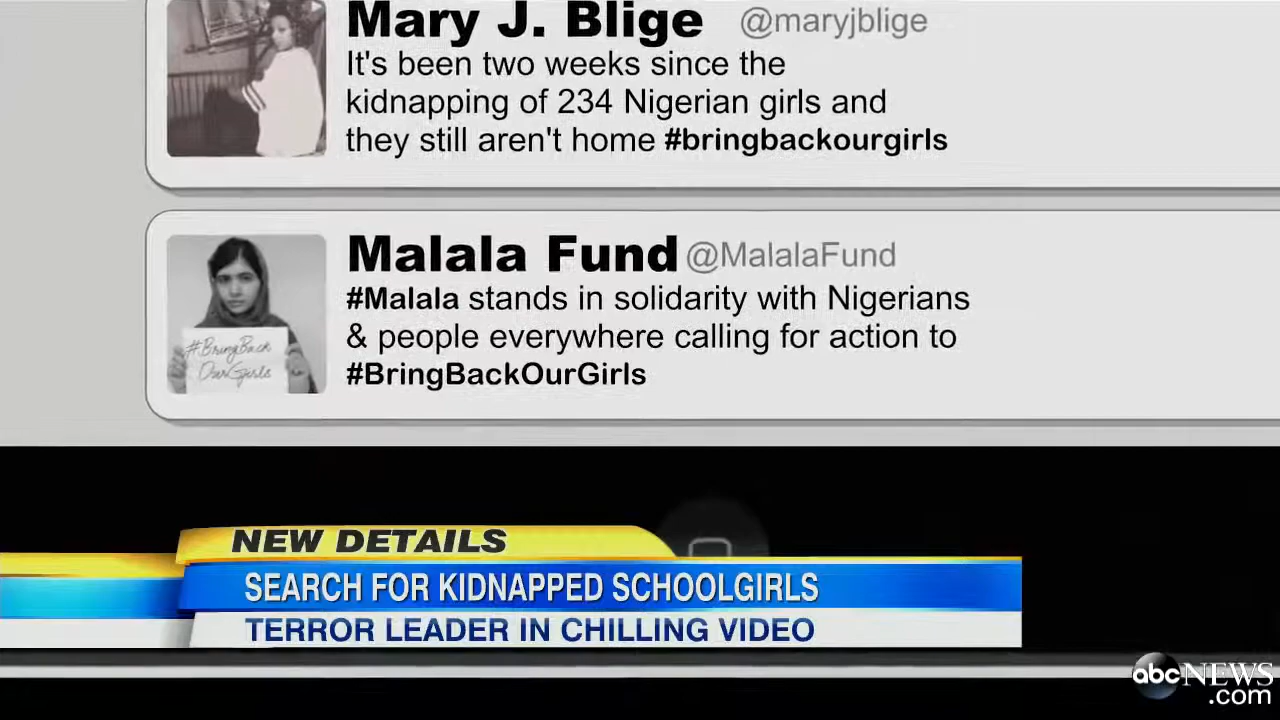 Mary J. Blige @maryjblige
It's been two weeks since the
kidnapping of 234 Nigerian girls and
they still aren't home #bringbackourgirls
Malala Fund @MalalaFund
#Malala stands in solidarity with Nigerians
& people everywhere calling for action to
#BringBackOurGirls
#BringBack
OurGirls
NEW DETAILS
SEARCH FOR KIDNAPPED SCHOOLGIRLS
TERROR LEADER IN CHILLING VIDEO
abc NEWS
.com